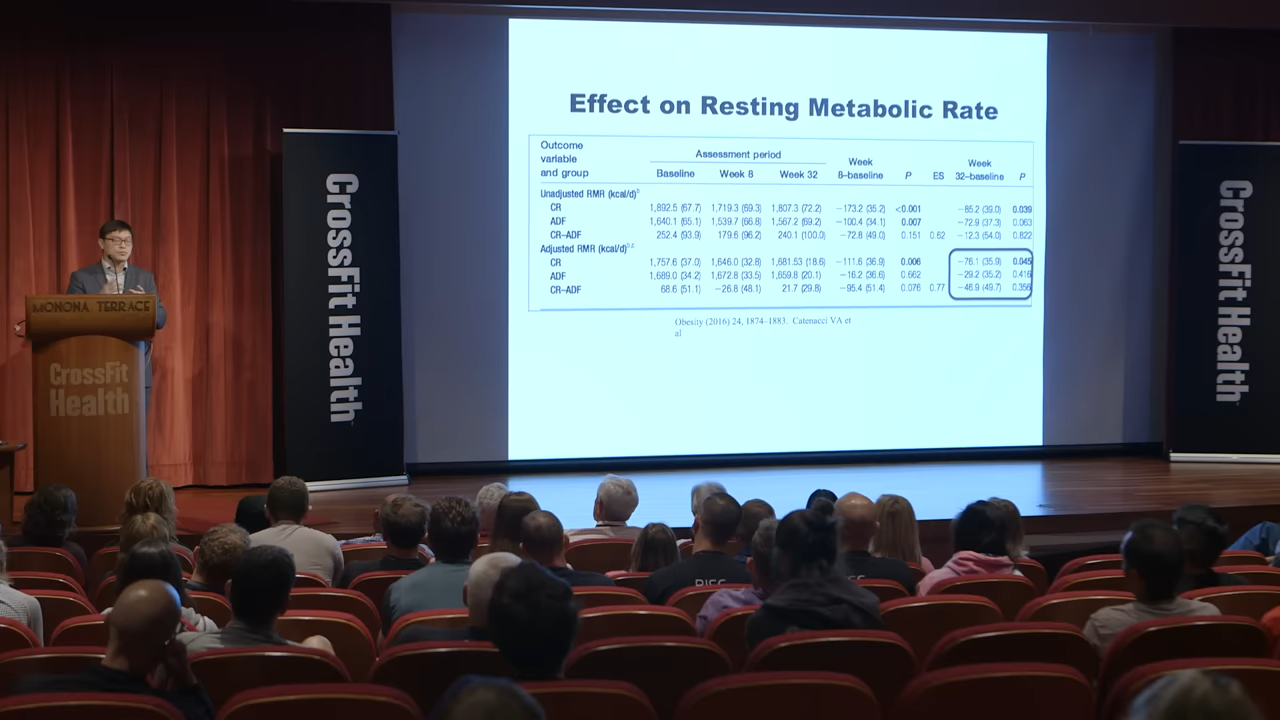 Effect on Resting Metabolic Rate
Outcome
variable
and group
Assessment period
Baseline Week 8 Week 32
Week
8–baseline
P
ES
Week
32–baseline
P
Unadjusted RMR (kcal/d)b
CR 1,892.5 (67.7) 1,719.3 (69.3) 1,807.3 (72.2) −173.2 (35.2) <0.001 −85.2 (39.0) 0.039
ADF 1,640.1 (65.1) 1,539.7 (66.8) 1,567.2 (69.2) −100.4 (34.1) 0.007 −72.9 (37.3) 0.063
CR–ADF 252.4 (93.9) 179.6 (96.2) 240.1 (100.0) −72.8 (49.0) 0.151 0.62 −12.3 (54.0) 0.822
Adjusted RMR (kcal/d)b,c
CR 1,757.6 (37.0) 1,646.0 (32.8) 1,681.53 (18.6) −111.6 (36.9) 0.006 −76.1 (35.9) 0.045
ADF 1,689.0 (34.2) 1,672.8 (33.5) 1,659.8 (20.1) −16.2 (36.6) 0.662 −29.2 (35.2) 0.416
CR–ADF 68.6 (51.1) −26.8 (48.1) 21.7 (29.8) −95.4 (51.4) 0.076 0.77 −46.9 (49.7) 0.356
Obesity (2016) 24, 1874–1883. Catenacci VA et
al
CrossFit Health
CrossFit Health
MONONA TERRACE
CrossFit
Health